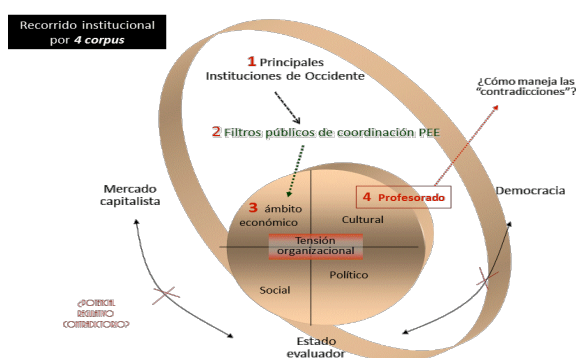 Recorrido institucional
por 4 corpus
1 Principales
Instituciones de Occidente
¿Cómo maneja las
“contradicciones”?
2 Filtros públicos de coordinación PEE
Mercado
capitalista
3 ámbito
económico
4 Profesorado
Cultural
Democracia
Tensión
organizacional
Social
Político
¿POTENCIAL
REGULATIVO
CONTRADICTORIO?
Estado
evaluador